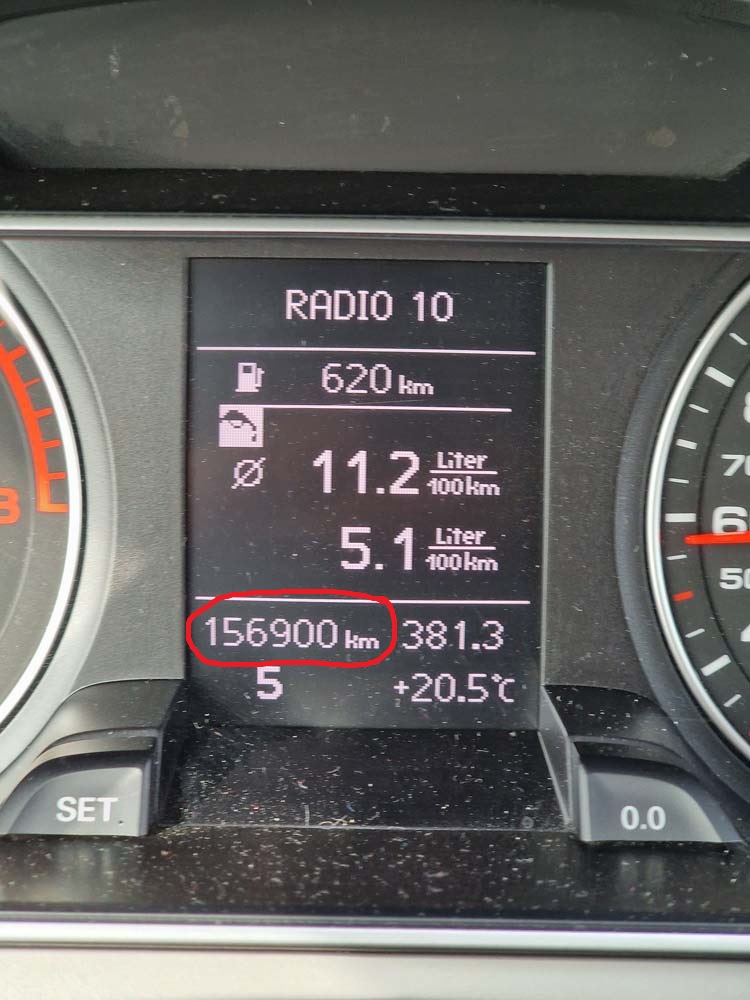 RADIO 10
620 km
Ø 11.2 Liter/100km
5.1 Liter/100km
156900 km 381.3
5 +20.5°C
SET
0.0
50